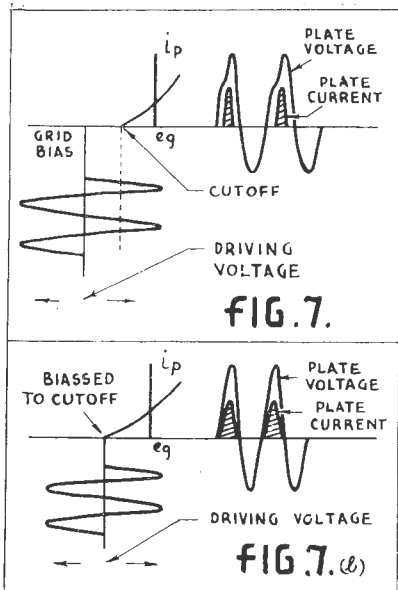 ip
PLATE
VOLTAGE
PLATE
CURRENT
GRID
BIAS
eg
CUTOFF
DRIVING
VOLTAGE
FIG.7.
ip
BIASSED
TO CUTOFF
PLATE
VOLTAGE
PLATE
CURRENT
eg
DRIVING VOLTAGE
FIG.7.(b)